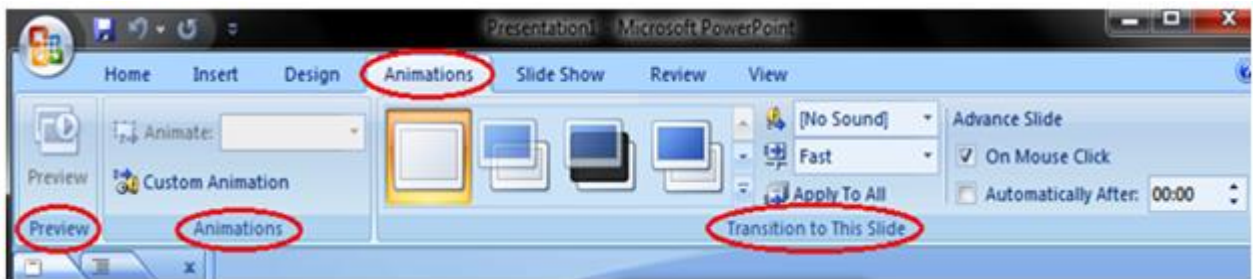 Presentation1 - Microsoft PowerPoint
Home Insert Design Animations Slide Show Review View
Animate: [No Sound] Advance Slide
Preview Custom Animation Fast On Mouse Click
Apply To All Automatically After: 00:00
Preview Animations Transition to This Slide